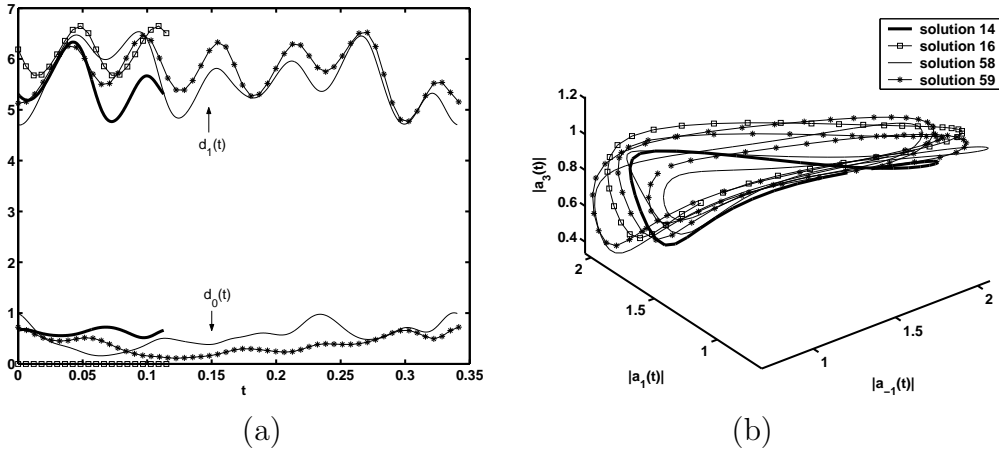 7
6
5
4
3
2
1
0
d₁(t)
d₀(t)
0 0.05 0.1 0.15 0.2 0.25 0.3 0.35
t
(a)
solution 14
solution 16
solution 58
solution 59
1.2
1
0.8
0.6
0.4
|a₃(t)|
2
1.5
1
|a₁(t)|
1
1.5
2
|a₋₁(t)|
(b)